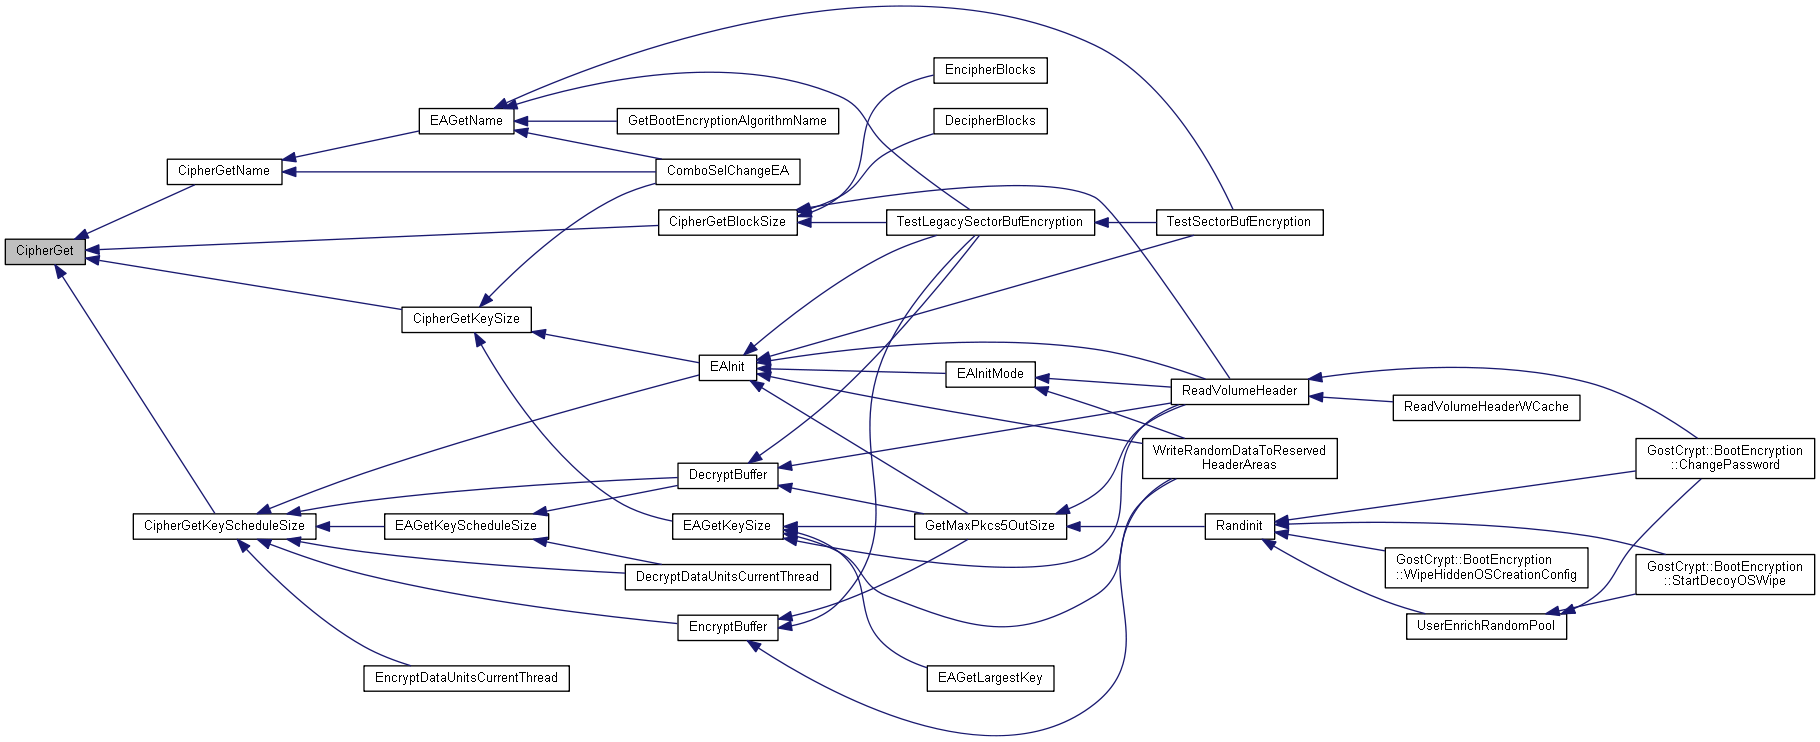 EncipherBlocks
EAGetName
GetBootEncryptionAlgorithmName
DecipherBlocks
CipherGetName
ComboSelChangeEA
CipherGetBlockSize
TestLegacySectorBufEncryption
TestSectorBufEncryption
CipherGet
CipherGetKeySize
EAInit
EAInitMode
ReadVolumeHeader
ReadVolumeHeaderWCache
WriteRandomDataToReserved
HeaderAreas
GostCrypt::BootEncryption
::ChangePassword
DecryptBuffer
CipherGetKeyScheduleSize
EAGetKeyScheduleSize
EAGetKeySize
GetMaxPkcs5OutSize
Randinit
GostCrypt::BootEncryption
::WipeHiddenOSCreationConfig
GostCrypt::BootEncryption
::StartDecoyOSWipe
DecryptDataUnitsCurrentThread
EncryptBuffer
UserEnrichRandomPool
EncryptDataUnitsCurrentThread
EAGetLargestKey